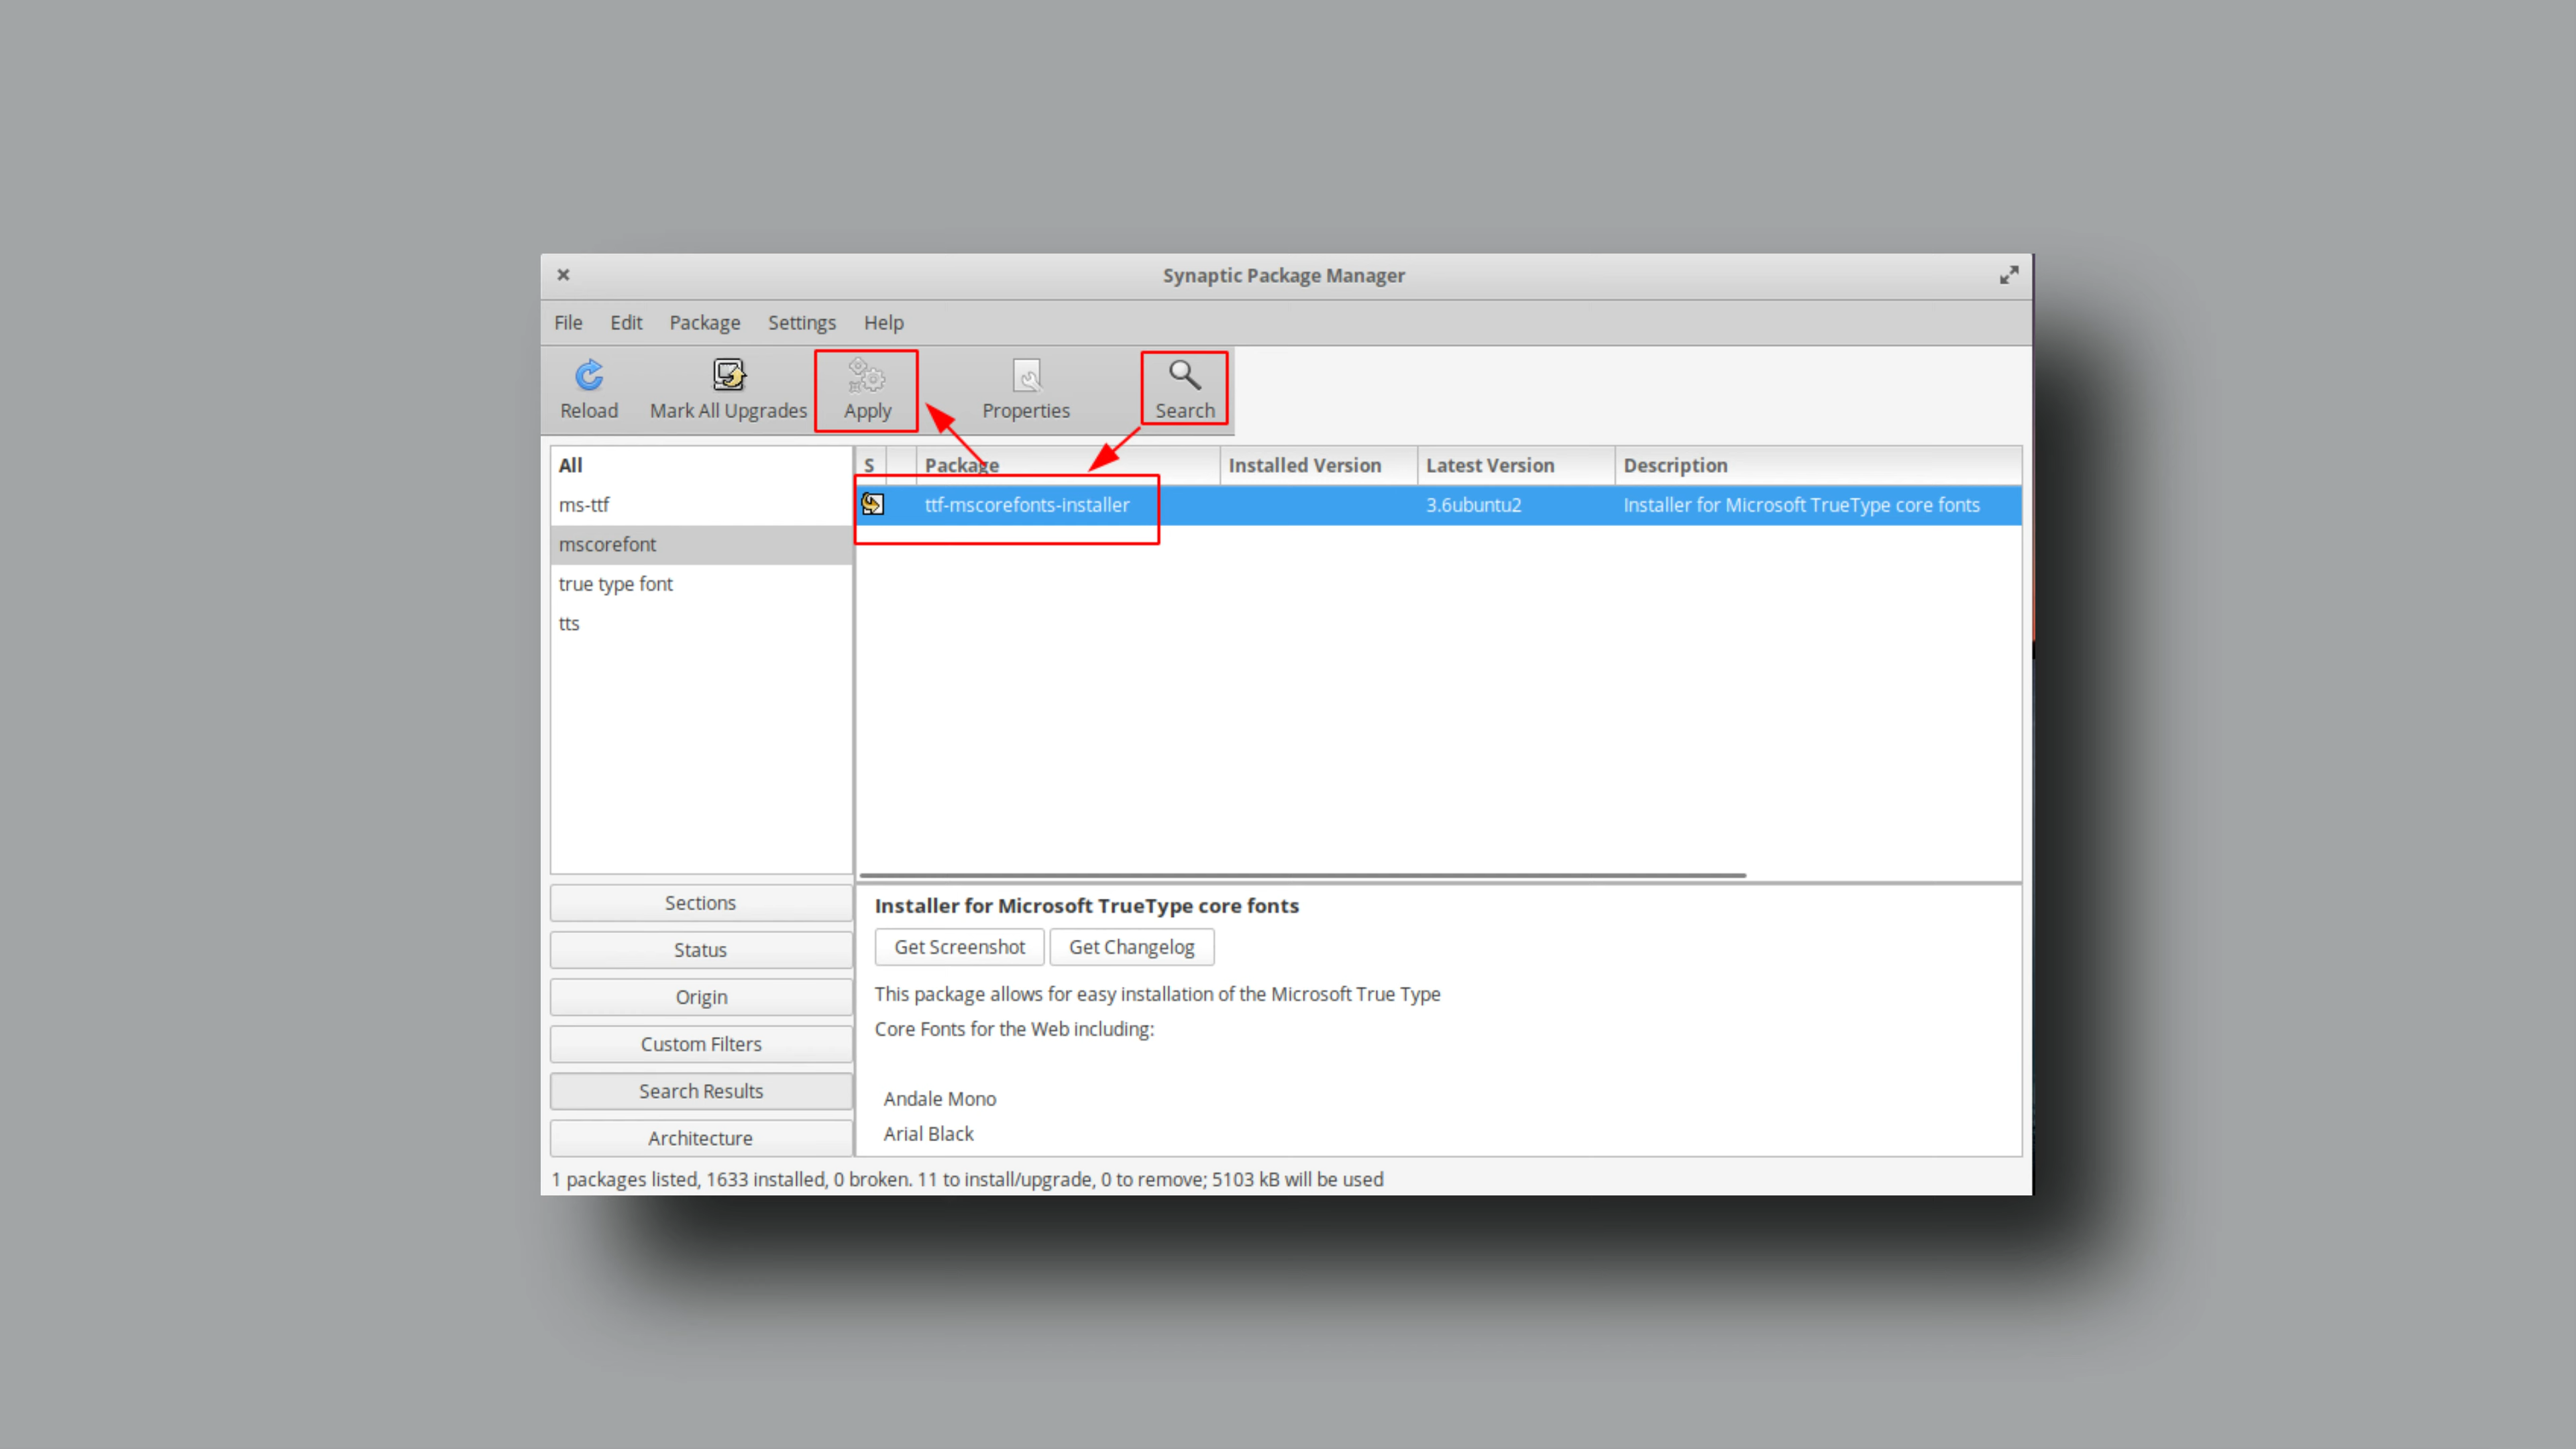 Synaptic Package Manager
File Edit Package Settings Help
Reload Mark All Upgrades Apply Properties Search
All
ms-ttf
mscorefont
true type font
tts
S Package Installed Version Latest Version Description
ttf-mscorefonts-installer 3.6ubuntu2 Installer for Microsoft TrueType core fonts
Sections
Status
Origin
Custom Filters
Search Results
Architecture
Installer for Microsoft TrueType core fonts
Get Screenshot Get Changelog
This package allows for easy installation of the Microsoft True Type
Core Fonts for the Web including:
Andale Mono
Arial Black
1 packages listed, 1633 installed, 0 broken. 11 to install/upgrade, 0 to remove; 5103 kB will be used